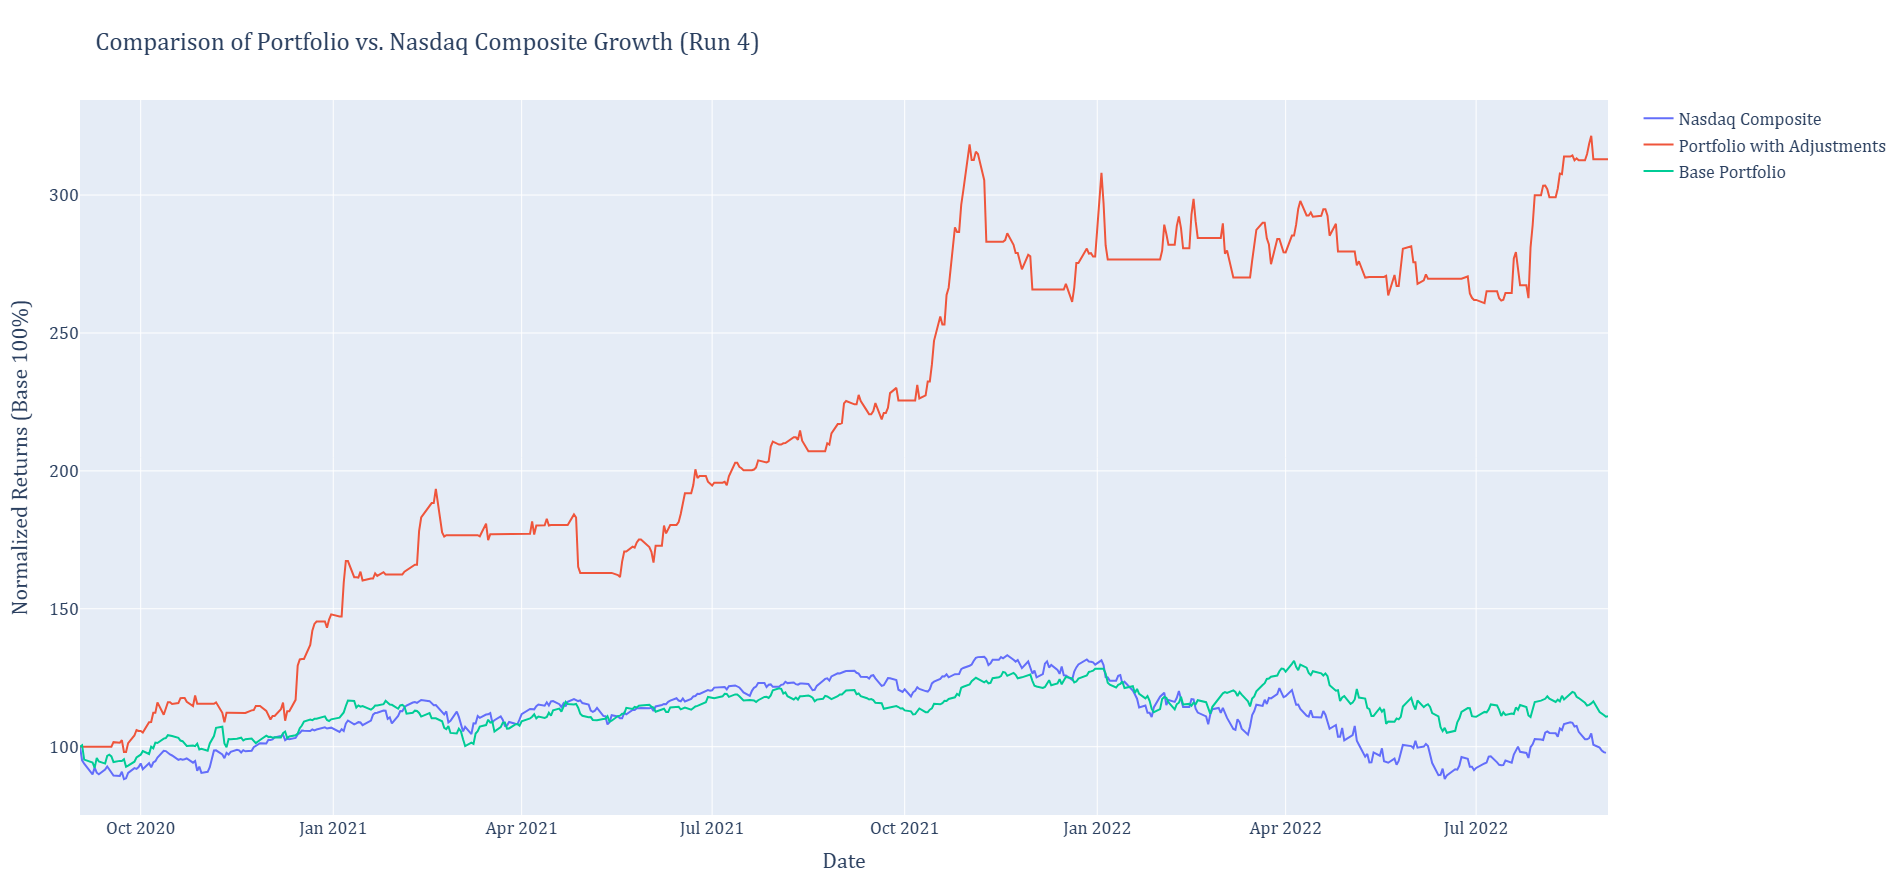 Comparison of Portfolio vs. Nasdaq Composite Growth (Run 4)
Nasdaq Composite
Portfolio with Adjustments
Base Portfolio
Normalized Returns (Base 100%)
300
250
200
150
100
Oct 2020
Jan 2021
Apr 2021
Jul 2021
Oct 2021
Jan 2022
Apr 2022
Jul 2022
Date